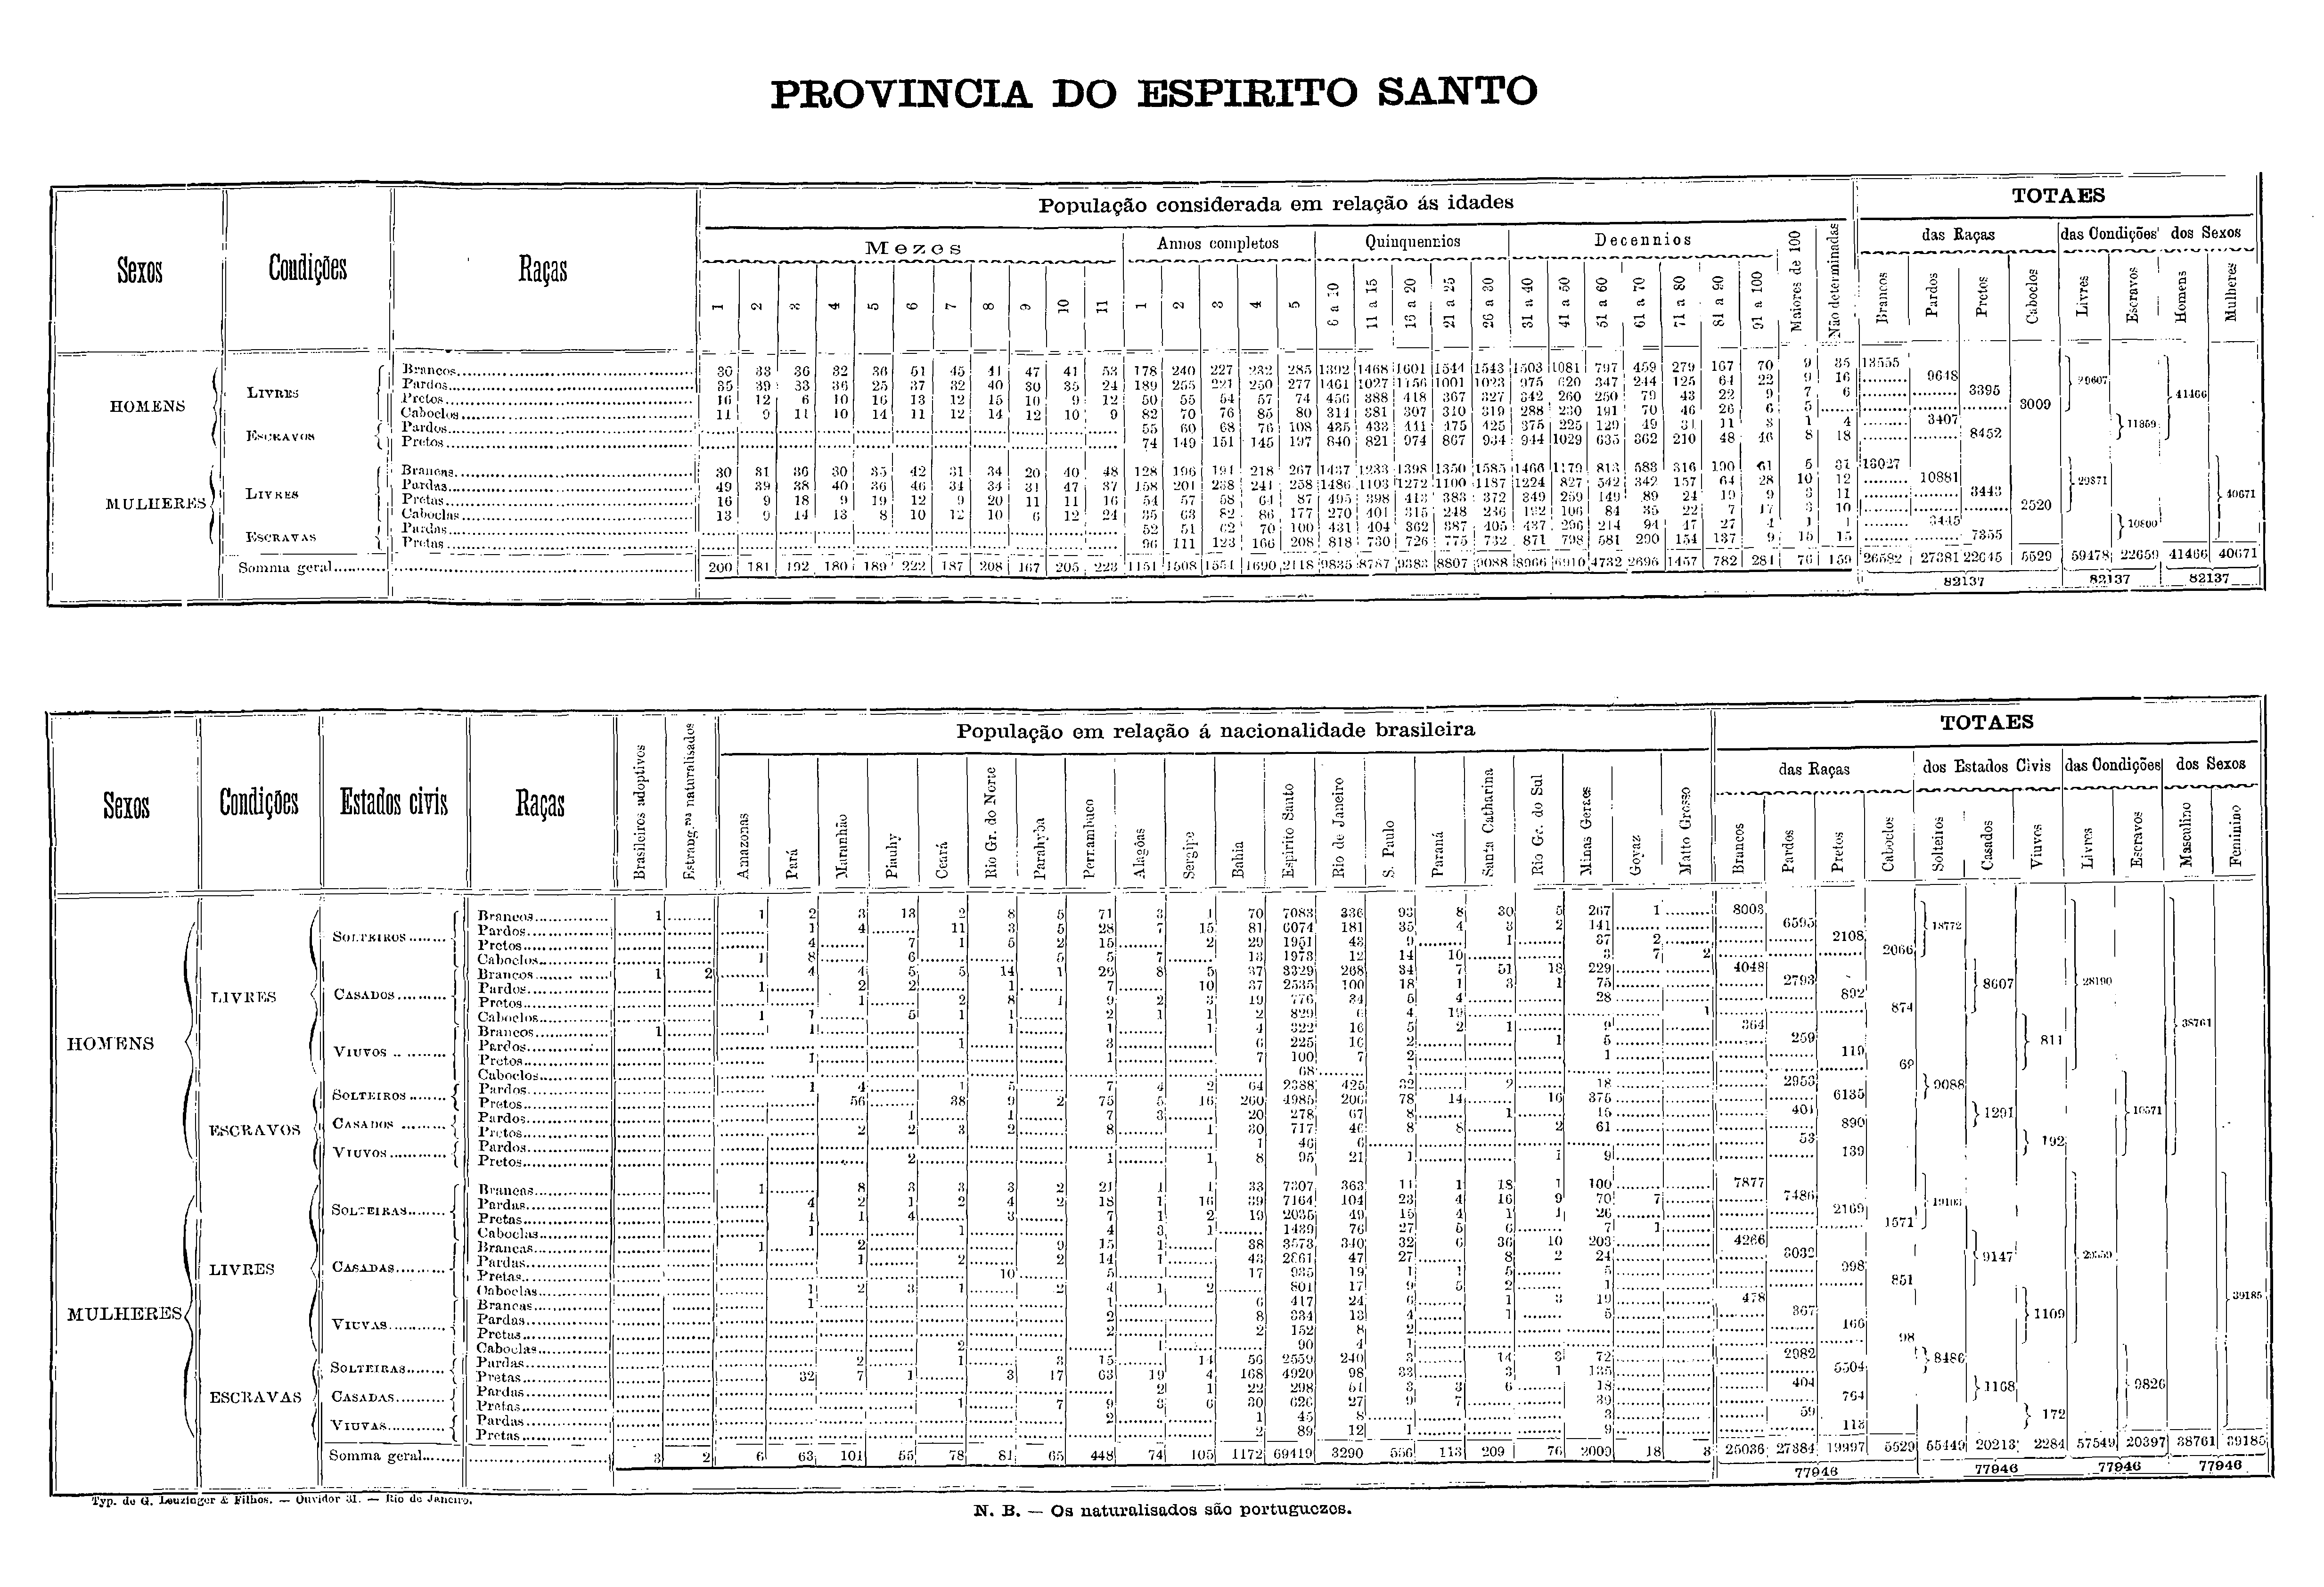 PROVINCIA DO ESPIRITO SANTO
População considerada em relação ás idades
TOTAES
Sexos
Condições
Raças
Mezes
Annos completos
Quinquennios
Decennios
Maiores de 100
Não determinadas
das Raças
das Condições
dos Sexos
1 2 3 4 5 6 7 8 9 10 11
1 2 3 4 5
6 a 10
11 a 15
16 a 20
21 a 25
26 a 30
31 a 40
41 a 50
51 a 60
61 a 70
71 a 80
81 a 90
91 a 100
Brancos
Pardos
Pretos
Caboclos
Livres
Escravos
Homens
Mulheres
HOMENS
LIVRES
Brancos 30 33 36 32 36 51 45 41 47 41 53 178 240 227 232 285 1392 1468 1601 1544 1543 1503 1081 797 459 279 167 70 9 35 13555
Pardos 35 39 33 36 25 37 32 40 30 35 24 189 255 221 250 277 1461 1027 1156 1001 1023 975 620 347 244 125 64 22 9 16 9648
Pretos 16 12 6 10 16 13 12 15 10 9 12 50 55 54 57 74 456 388 418 367 327 342 260 250 79 43 22 9 7 6 3395
Caboclos 11 9 11 10 14 11 12 14 12 10 9 82 70 76 85 80 314 381 307 310 319 288 230 191 70 46 26 6 5 3009
29607
ESCRAVOS
Pardos 55 60 68 76 108 435 433 441 475 425 375 225 129 49 31 11 3 1 4 3407
Pretos 74 149 151 145 197 840 821 974 867 934 944 1029 635 362 210 48 46 8 18 8452
11859
41466
MULHERES
LIVRES
Brancas 30 31 36 30 35 42 31 34 20 40 48 128 196 191 218 267 1437 1233 1398 1350 1585 1466 1179 813 583 316 190 61 5 31 13027
Pardas 49 39 38 40 36 46 34 34 31 47 37 158 201 238 241 258 1486 1103 1272 1100 1187 1224 827 542 342 157 64 28 10 12 10881
Pretas 16 9 18 9 19 12 9 20 11 11 16 54 57 58 64 87 495 398 413 383 372 349 259 149 89 24 19 9 3 11 3443
Caboclas 13 9 14 13 8 10 12 10 6 12 24 35 63 82 86 177 270 401 315 248 236 192 106 84 35 22 7 17 3 10 2520
29871
ESCRAVAS
Pardas 52 51 62 70 100 431 404 362 387 405 437 296 214 94 47 27 4 1 1 3445
Pretas 96 111 123 166 208 818 730 726 775 732 871 798 581 290 154 137 9 15 15 7355
10800
40671
Somma geral 200 181 192 180 189 222 187 208 167 205 223 1151 1508 1551 1690 2118 9835 8787 9383 8807 9088 8966 6910 4732 2696 1457 782 284 76 159 26582 27381 22645 5529 59478 22659 41466 40671
82137
82137
82137
População em relação á nacionalidade brasileira
TOTAES
Sexos
Condições
Estados civis
Raças
Brasileiros adoptivos
Estrang.ros naturalisados
Amazonas
Pará
Maranhão
Piauhy
Ceará
Rio Gr. do Norte
Parahyba
Pernambuco
Alagôas
Sergipe
Bahia
Espirito Santo
Rio de Janeiro
S. Paulo
Paraná
Santa Catharina
Rio Gr. do Sul
Minas Geraes
Goyaz
Matto Grosso
das Raças
dos Estados Civis
das Condições
dos Sexos
Brancos
Pardos
Pretos
Caboclos
Solteiros
Casados
Viuvos
Livres
Escravos
Masculino
Feminino
HOMENS
LIVRES
SOLTEIROS
Brancos 1 1 2 3 13 2 8 5 71 3 1 70 7083 336 93 8 30 5 267 1 8003
Pardos 1 4 11 3 5 28 7 15 81 6074 181 35 4 3 2 141 6595
Pretos 4 7 1 5 2 15 2 29 1951 43 9 1 37 2 2108
Caboclos 1 8 6 5 5 7 13 1973 12 14 10 3 7 2 2066
18772
CASADOS
Brancos 1 2 4 4 5 5 14 1 26 8 5 37 3329 268 34 7 51 13 229 4048
Pardos 1 2 2 1 7 10 37 2535 100 18 1 3 1 75 2793
Pretos 1 2 8 1 9 2 3 19 776 34 5 4 28 892
Caboclos 1 1 5 1 1 2 1 1 2 829 6 4 19 1 874
8607
VIUVOS
Brancos 1 1 1 1 1 4 322 16 5 2 1 9 364
Pardos 1 3 6 225 16 2 1 5 259
Pretos 1 1 7 100 7 2 1 119
Caboclos 68 1 69
811
28190
ESCRAVOS
SOLTEIROS
Pardos 1 4 1 5 7 4 2 64 2388 425 32 2 18 2953
Pretos 56 38 9 2 75 5 16 260 4985 206 78 14 16 375 6135
9088
CASADOS
Pardos 1 1 7 3 20 278 67 8 1 15 401
Pretos 2 2 3 2 8 1 30 717 46 8 8 2 61 890
1291
VIUVOS
Pardos 1 46 6 53
Pretos 2 1 1 8 95 21 1 1 9 139
192
10571
38761
MULHERES
LIVRES
SOLTEIRAS
Brancas 1 8 3 3 3 2 21 1 1 33 7307 363 11 1 18 1 100 7877
Pardas 4 2 1 2 4 2 18 1 16 39 7164 104 23 4 16 9 70 7 7486
Pretas 1 1 4 3 7 1 2 19 2035 49 15 4 1 1 26 2169
Caboclas 1 1 4 3 1 1439 76 27 5 6 7 1 1571
19103
CASADAS
Brancas 1 2 9 15 1 38 3573 340 32 6 36 10 203 4266
Pardas 1 2 2 14 1 43 2861 47 27 8 2 24 3032
Pretas 10 5 17 935 19 1 1 5 5 998
Caboclas 1 2 3 1 2 4 1 2 801 17 9 5 2 1 851
9147
VIUVAS
Brancas 1 1 6 417 24 6 1 3 19 478
Pardas 2 8 334 13 4 1 5 367
Pretas 2 2 152 8 2 166
Caboclas 2 1 90 4 1 98
1109
ESCRAVAS
SOLTEIRAS
Pardas 2 1 3 15 14 56 2559 240 3 14 3 72 2982
Pretas 32 7 1 3 17 63 19 4 168 4920 98 33 3 1 135 5504
8486
CASADAS
Pardas 2 1 22 298 51 3 3 6 18 404
Pretas 1 7 9 3 6 30 626 27 9 7 39 764
1168
VIUVAS
Pardas 2 1 45 8 3 59
Pretas 2 89 12 1 9 113
172
9826
39185
Somma geral 3 2 6 63 101 55 78 81 65 448 74 105 1172 69419 3290 556 113 209 76 2009 18 3 25036 27384 19997 5529 55449 20213 2284 57549 20397 38761 39185
77946
77946
77946
77946
Typ. de G. Leuzinger & Filhos. — Ouvidor 31. — Rio de Janeiro.
N. B. — Os naturalisados são portuguezes.